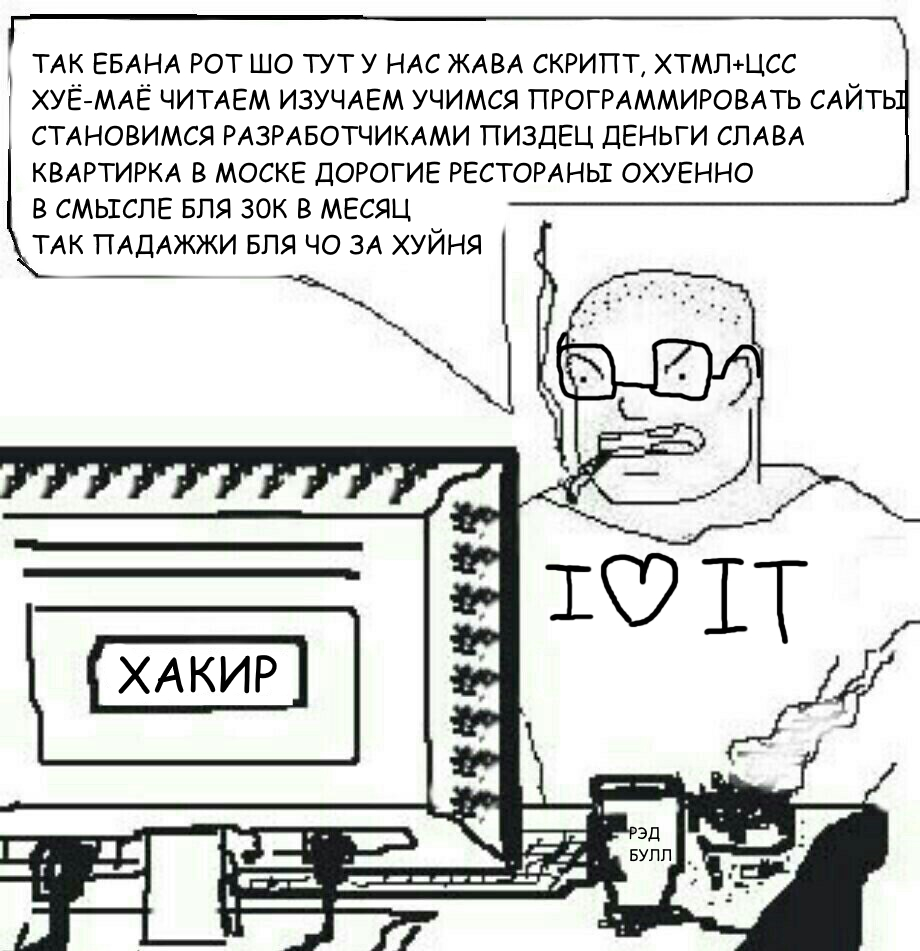 ТАК ЕБАНА РОТ ШО ТУТ У НАС ЖАВА СКРИПТ, ХТМЛ+ЦСС
ХУЁ-МАЁ ЧИТАЕМ ИЗУЧАЕМ УЧИМСЯ ПРОГРАММИРОВАТЬ САЙТЫ
СТАНОВИМСЯ РАЗРАБОТЧИКАМИ ПИЗДЕЦ ДЕНЬГИ СЛАВА
КВАРТИРКА В МОСКЕ ДОРОГИЕ РЕСТОРАНЫ ОХУЕННО
В СМЫСЛЕ БЛЯ 30К В МЕСЯЦ
ТАК ПАДАЖЖИ БЛЯ ЧО ЗА ХУЙНЯ
I ♡ IT
ХАКИР
РЭД
БУЛЛ